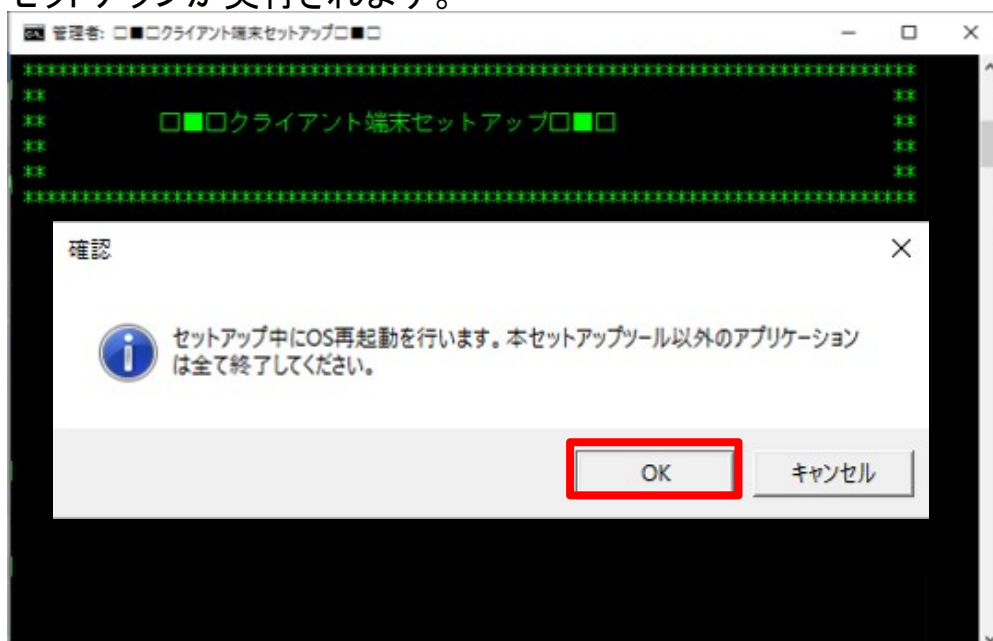 セットアップが実行されます。
管理者: □■□クライアント端末セットアップ□■□
******************************************************************************
** **
** □■□クライアント端末セットアップ□■□ **
** **
** **
******************************************************************************
確認
セットアップ中にOS再起動を行います。本セットアップツール以外のアプリケーション
は全て終了してください。
OK キャンセル